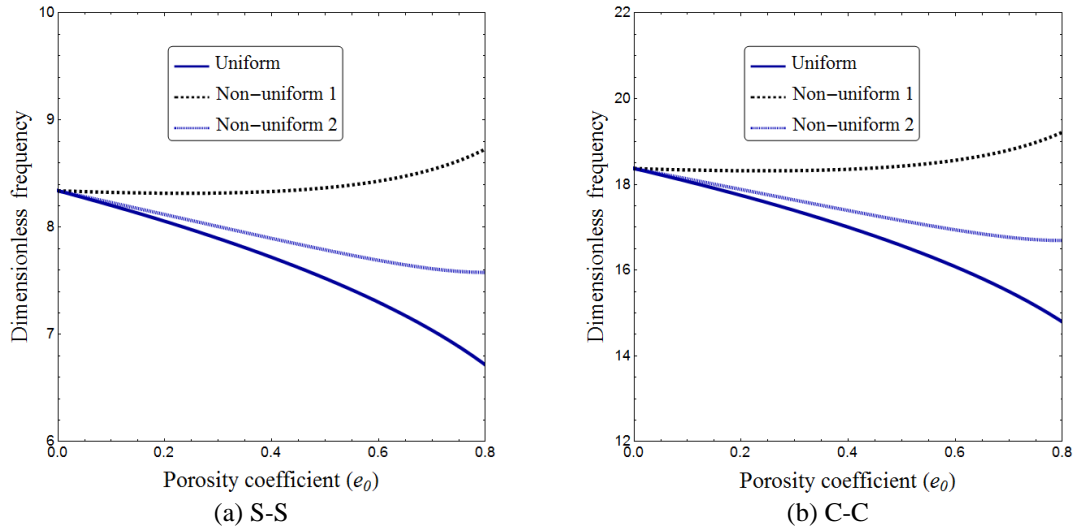 10
9
8
7
6
Dimensionless frequency
Uniform
Non−uniform 1
Non−uniform 2
0.0 0.2 0.4 0.6 0.8
Porosity coefficient (e0)
(a) S-S
22
20
18
16
14
12
Dimensionless frequency
Uniform
Non−uniform 1
Non−uniform 2
0.0 0.2 0.4 0.6 0.8
Porosity coefficient (e0)
(b) C-C